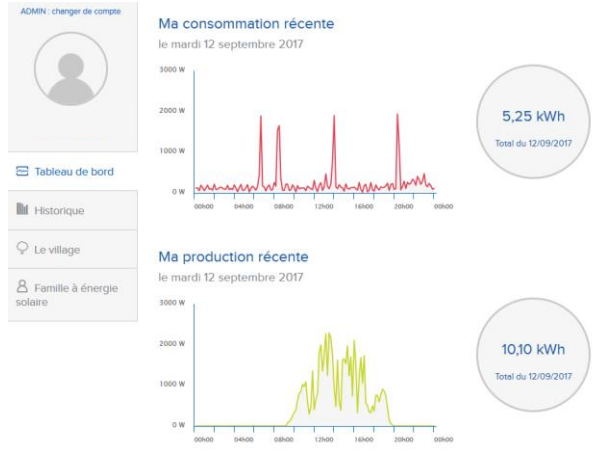 ADMIN : changer de compte
Tableau de bord
Historique
Le village
Famille à énergie
solaire
Ma consommation récente
le mardi 12 septembre 2017
3000 W
2000 W
1000 W
0 W
00h00 04h00 08h00 12h00 16h00 20h00 00h00
5,25 kWh
Total du 12/09/2017
Ma production récente
le mardi 12 septembre 2017
3000 W
2000 W
1000 W
0 W
00h00 04h00 08h00 12h00 16h00 20h00 00h00
10,10 kWh
Total du 12/09/2017